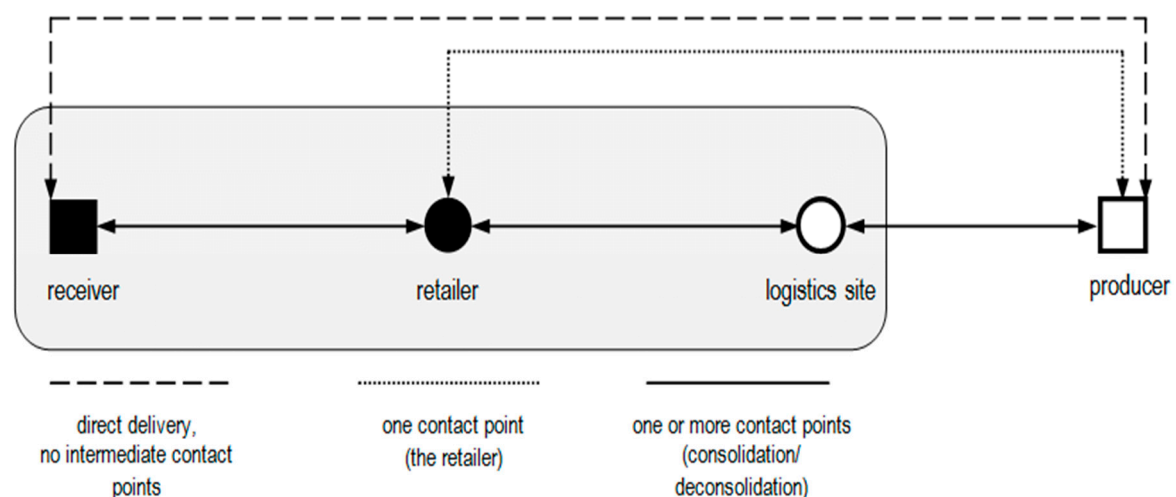 receiver
retailer
logistics site
producer
direct delivery,
no intermediate contact
points
one contact point
(the retailer)
one or more contact points
(consolidation/
deconsolidation)